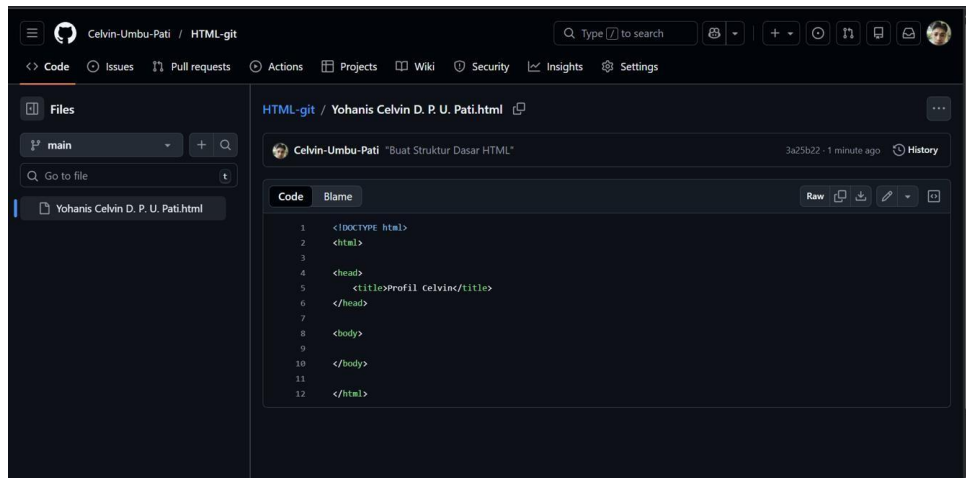 Celvin-Umbu-Pati / HTML-git
Type / to search
Code Issues Pull requests Actions Projects Wiki Security Insights Settings
Files
main
Go to file t
Yohanis Celvin D. P. U. Pati.html
HTML-git / Yohanis Celvin D. P. U. Pati.html
Celvin-Umbu-Pati "Buat Struktur Dasar HTML" 3a25b22 · 1 minute ago History
Code Blame Raw
1 <!DOCTYPE html>
2 <html>
3
4 <head>
5 <title>Profil Celvin</title>
6 </head>
7
8 <body>
9
10 </body>
11
12 </html>